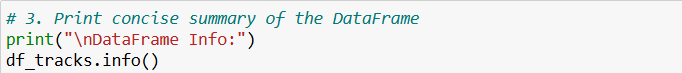 # 3. Print concise summary of the DataFrame
print("\nDataFrame Info:")
df_tracks.info()